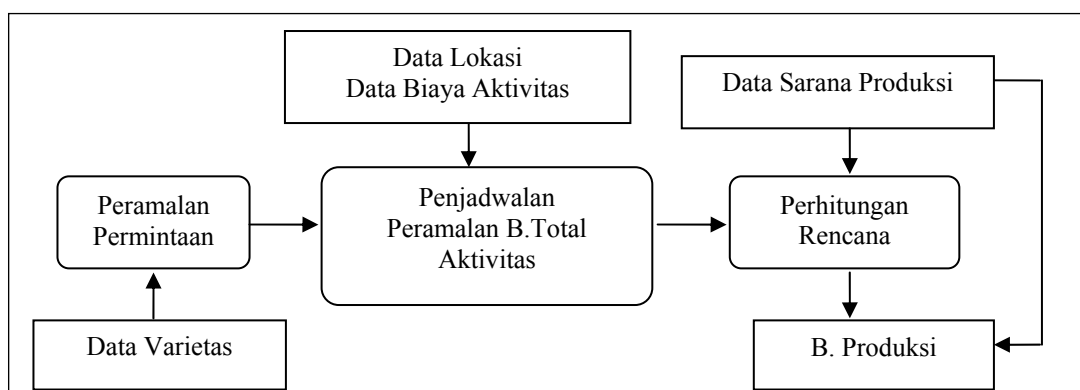 Data Lokasi
Data Biaya Aktivitas
Data Sarana Produksi
Peramalan
Permintaan
Penjadwalan
Peramalan B.Total
Aktivitas
Perhitungan
Rencana
Data Varietas
B. Produksi